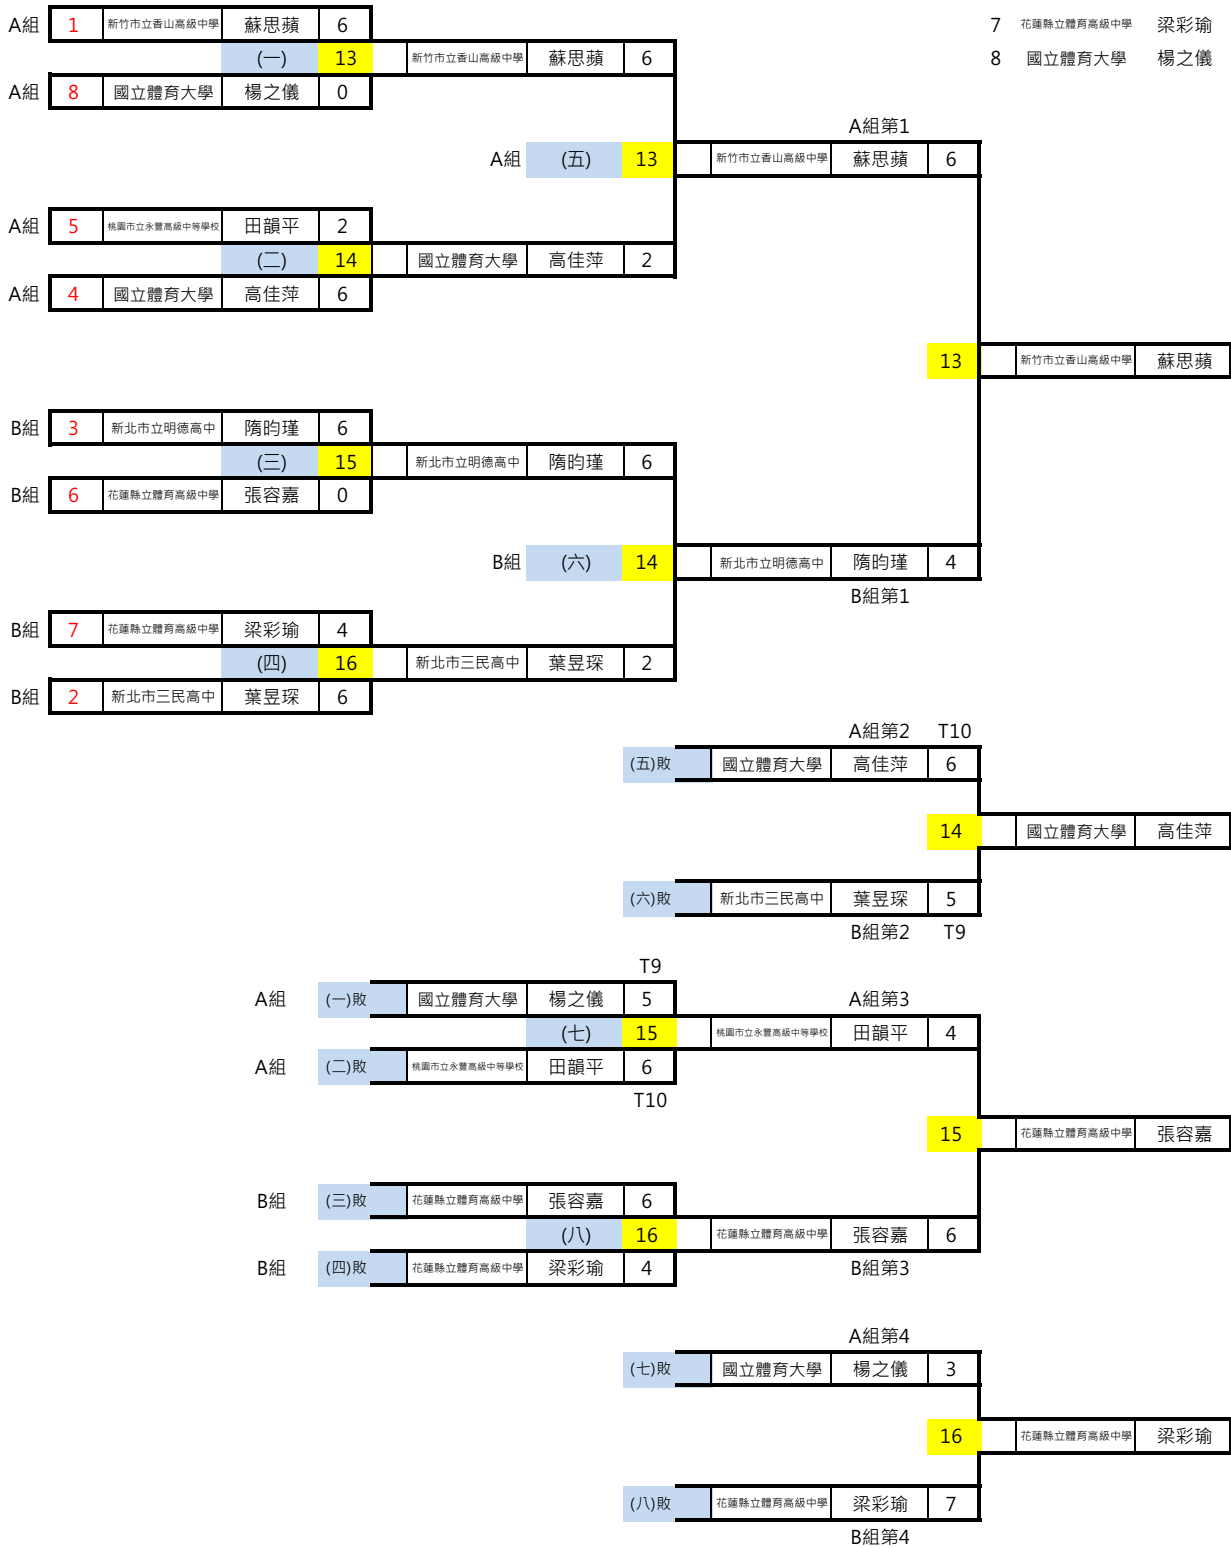 A組 1 新竹市立香山高級中學 蘇思蘋 6 7 花蓮縣立體育高級中學 梁彩瑜
(一) 13 新竹市立香山高級中學 蘇思蘋 6 8 國立體育大學 楊之儀
A組 8 國立體育大學 楊之儀 0
A組第1
A組 (五) 13 新竹市立香山高級中學 蘇思蘋 6
A組 5 桃園市立永豐高級中等學校 田韻平 2
(二) 14 國立體育大學 高佳萍 2
A組 4 國立體育大學 高佳萍 6
13 新竹市立香山高級中學 蘇思蘋
B組 3 新北市立明德高中 隋昀瑾 6
(三) 15 新北市立明德高中 隋昀瑾 6
B組 6 花蓮縣立體育高級中學 張容嘉 0
B組 (六) 14 新北市立明德高中 隋昀瑾 4
B組第1
B組 7 花蓮縣立體育高級中學 梁彩瑜 4
(四) 16 新北市三民高中 葉昱琛 2
B組 2 新北市三民高中 葉昱琛 6
A組第2 T10
(五)敗 國立體育大學 高佳萍 6
14 國立體育大學 高佳萍
(六)敗 新北市三民高中 葉昱琛 5
B組第2 T9
T9
A組 (一)敗 國立體育大學 楊之儀 5 A組第3
(七) 15 桃園市立永豐高級中等學校 田韻平 4
A組 (二)敗 桃園市立永豐高級中等學校 田韻平 6
T10
15 花蓮縣立體育高級中學 張容嘉
B組 (三)敗 花蓮縣立體育高級中學 張容嘉 6
(八) 16 花蓮縣立體育高級中學 張容嘉 6
B組 (四)敗 花蓮縣立體育高級中學 梁彩瑜 4 B組第3
A組第4
(七)敗 國立體育大學 楊之儀 3
16 花蓮縣立體育高級中學 梁彩瑜
(八)敗 花蓮縣立體育高級中學 梁彩瑜 7
B組第4